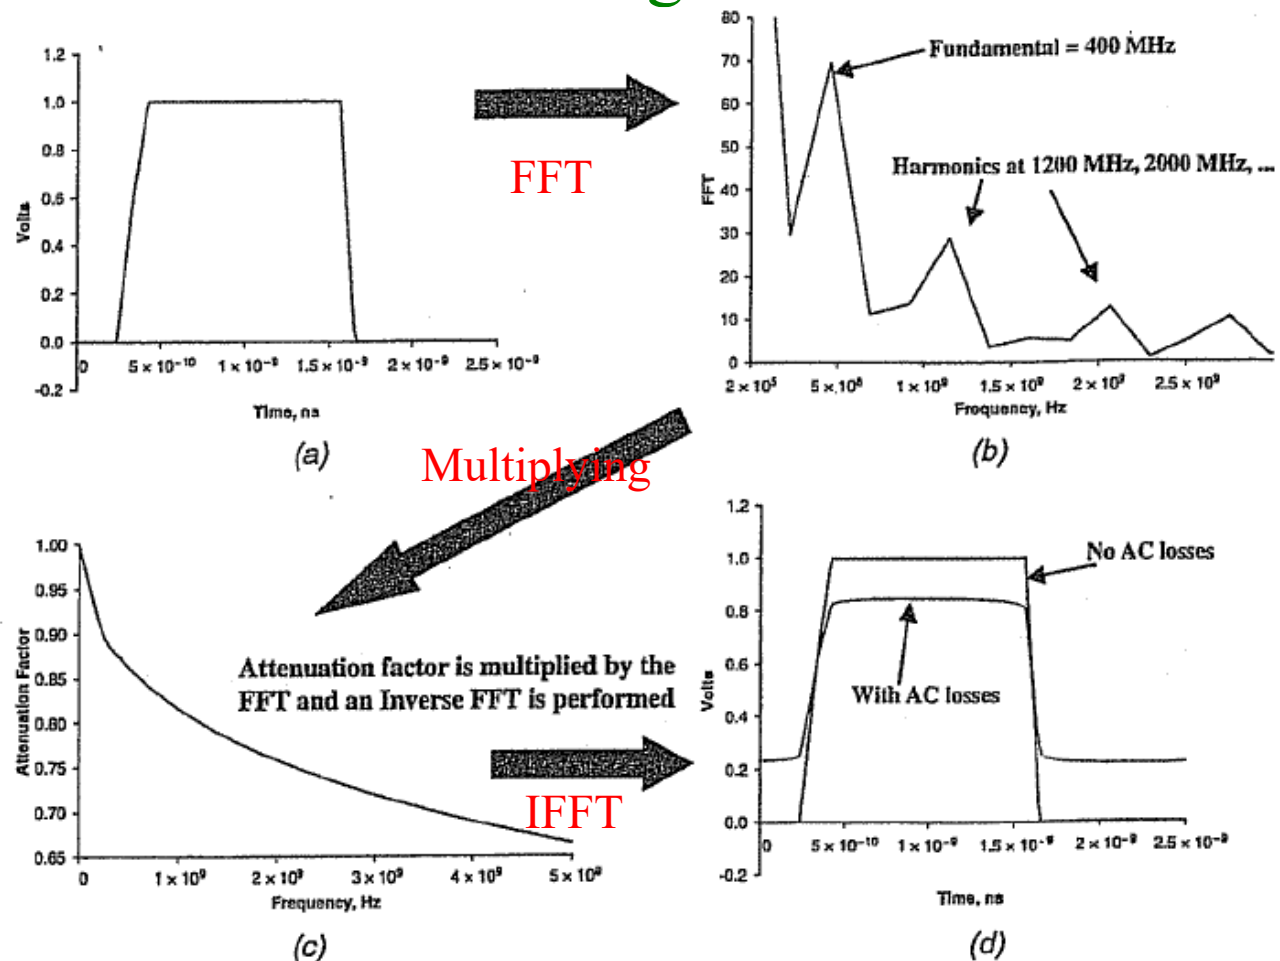 1.2
1.0
0.8
0.6
0.4
0.2
0.0
-0.2
Volts
0
5 × 10⁻¹⁰
1 × 10⁻⁹
1.5 × 10⁻⁹
2 × 10⁻⁹
2.5 × 10⁻⁹
Time, ns
(a)
FFT
80
70
60
50
40
30
20
10
0
FFT
Fundamental = 400 MHz
Harmonics at 1200 MHz, 2000 MHz, ...
2 × 10⁵
5 × 10⁸
1 × 10⁹
1.5 × 10⁹
2 × 10⁹
2.5 × 10⁹
Frequency, Hz
(b)
Multiplying
1.00
0.95
0.90
0.85
0.80
0.75
0.70
0.65
Attenuation Factor
Attenuation factor is multiplied by the
FFT and an Inverse FFT is performed
0
1 × 10⁹
2 × 10⁹
3 × 10⁹
4 × 10⁹
5 × 10⁹
Frequency, Hz
(c)
IFFT
1.2
1.0
0.8
0.6
0.4
0.2
0.0
-0.2
Volts
No AC losses
With AC losses
0
5 × 10⁻¹⁰
1 × 10⁻⁹
1.5 × 10⁻⁹
2 × 10⁻⁹
2.5 × 10⁻⁹
Time, ns
(d)